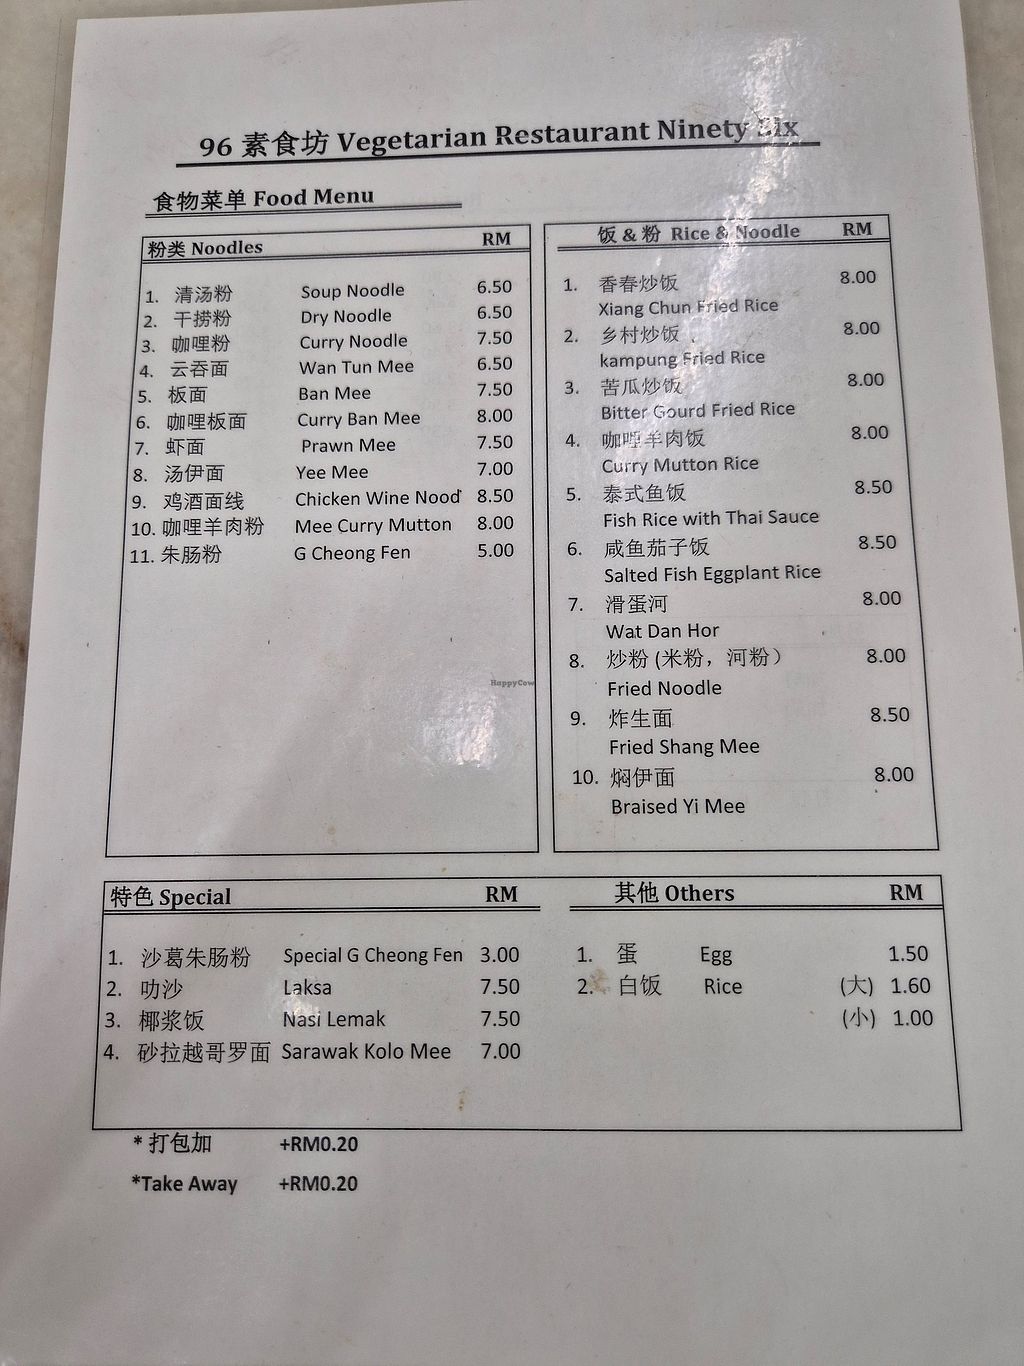 96 素食坊 Vegetarian Restaurant Ninety Six
食物菜单 Food Menu
粉类 Noodles RM
1. 清汤粉 Soup Noodle 6.50
2. 干捞粉 Dry Noodle 6.50
3. 咖哩粉 Curry Noodle 7.50
4. 云吞面 Wan Tun Mee 6.50
5. 板面 Ban Mee 7.50
6. 咖哩板面 Curry Ban Mee 8.00
7. 虾面 Prawn Mee 7.50
8. 汤伊面 Yee Mee 7.00
9. 鸡酒面线 Chicken Wine Nood 8.50
10. 咖哩羊肉粉 Mee Curry Mutton 8.00
11. 朱肠粉 G Cheong Fen 5.00
饭 & 粉 Rice & Noodle RM
1. 香春炒饭 8.00
Xiang Chun Fried Rice
2. 乡村炒饭 8.00
kampung Fried Rice
3. 苦瓜炒饭 8.00
Bitter Gourd Fried Rice
4. 咖哩羊肉饭 8.00
Curry Mutton Rice
5. 泰式鱼饭 8.50
Fish Rice with Thai Sauce
6. 咸鱼茄子饭 8.50
Salted Fish Eggplant Rice
7. 滑蛋河 8.00
Wat Dan Hor
8. 炒粉 (米粉，河粉） 8.00
Fried Noodle
9. 炸生面 8.50
Fried Shang Mee
10. 焖伊面 8.00
Braised Yi Mee
HappyCow
特色 Special RM
1. 沙葛朱肠粉 Special G Cheong Fen 3.00
2. 叻沙 Laksa 7.50
3. 椰浆饭 Nasi Lemak 7.50
4. 砂拉越哥罗面 Sarawak Kolo Mee 7.00
其他 Others RM
1. 蛋 Egg 1.50
2. 白饭 Rice (大) 1.60
(小) 1.00
* 打包加 +RM0.20
*Take Away +RM0.20